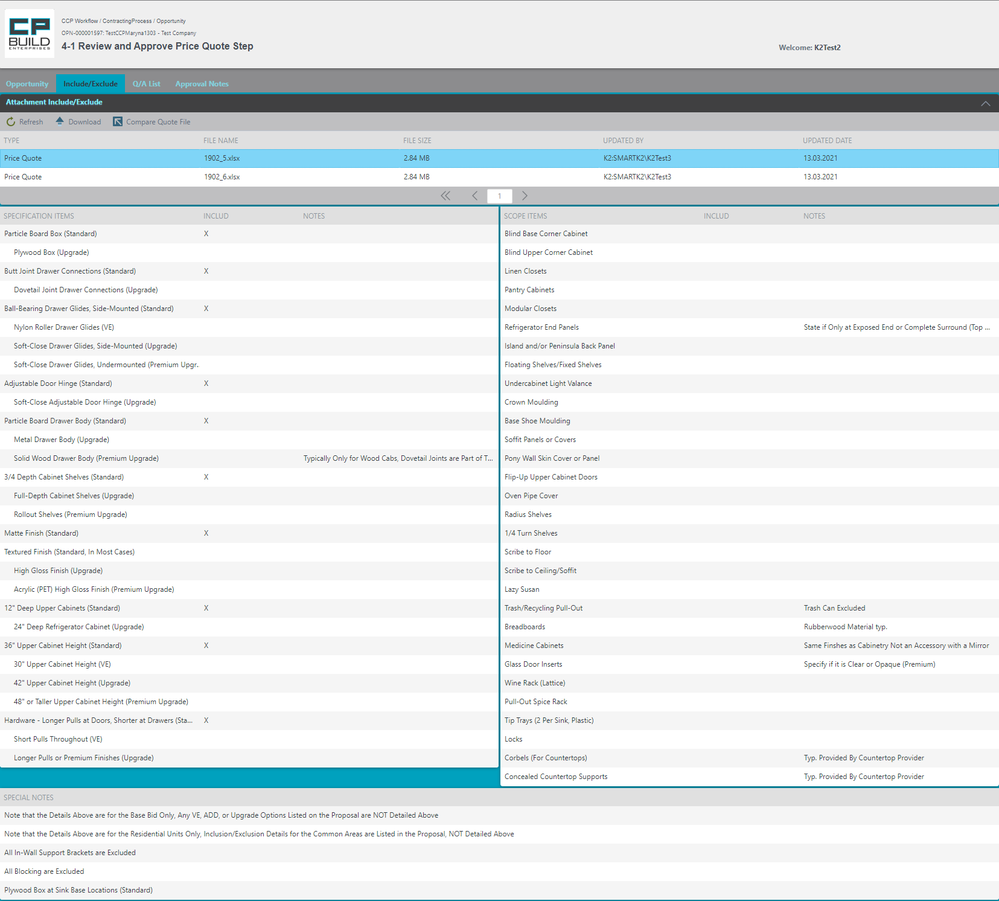 CP
BUILD
ENTERPRISES
CCP Workflow / ContractingProcess / Opportunity
OPN-000001597: TestCCPMaryna1303 - Test Company
4-1 Review and Approve Price Quote Step
Welcome: K2Test2
Opportunity Include/Exclude Q/A List Approval Notes
Attachment Include/Exclude
Refresh Download Compare Quote File
TYPE FILE NAME FILE SIZE UPDATED BY UPDATED DATE
Price Quote 1902_5.xlsx 2.84 MB K2:SMARTK2\K2Test3 13.03.2021
Price Quote 1902_6.xlsx 2.84 MB K2:SMARTK2\K2Test3 13.03.2021
1
SPECIFICATION ITEMS INCLUD NOTES
Particle Board Box (Standard) X
Plywood Box (Upgrade)
Butt Joint Drawer Connections (Standard) X
Dovetail Joint Drawer Connections (Upgrade)
Ball-Bearing Drawer Glides, Side-Mounted (Standard) X
Nylon Roller Drawer Glides (VE)
Soft-Close Drawer Glides, Side-Mounted (Upgrade)
Soft-Close Drawer Glides, Undermounted (Premium Upgr.
Adjustable Door Hinge (Standard) X
Soft-Close Adjustable Door Hinge (Upgrade)
Particle Board Drawer Body (Standard) X
Metal Drawer Body (Upgrade)
Solid Wood Drawer Body (Premium Upgrade) Typically Only for Wood Cabs, Dovetail Joints are Part of T...
3/4 Depth Cabinet Shelves (Standard) X
Full-Depth Cabinet Shelves (Upgrade)
Rollout Shelves (Premium Upgrade)
Matte Finish (Standard) X
Textured Finish (Standard, In Most Cases)
High Gloss Finish (Upgrade)
Acrylic (PET) High Gloss Finish (Premium Upgrade)
12" Deep Upper Cabinets (Standard) X
24" Deep Refrigerator Cabinet (Upgrade)
36" Upper Cabinet Height (Standard) X
30" Upper Cabinet Height (VE)
42" Upper Cabinet Height (Upgrade)
48" or Taller Upper Cabinet Height (Premium Upgrade)
Hardware - Longer Pulls at Doors, Shorter at Drawers (Sta... X
Short Pulls Throughout (VE)
Longer Pulls or Premium Finishes (Upgrade)
SCOPE ITEMS INCLUD NOTES
Blind Base Corner Cabinet
Blind Upper Corner Cabinet
Linen Closets
Pantry Cabinets
Modular Closets
Refrigerator End Panels State if Only at Exposed End or Complete Surround (Top ...
Island and/or Peninsula Back Panel
Floating Shelves/Fixed Shelves
Undercabinet Light Valance
Crown Moulding
Base Shoe Moulding
Soffit Panels or Covers
Pony Wall Skin Cover or Panel
Flip-Up Upper Cabinet Doors
Oven Pipe Cover
Radius Shelves
1/4 Turn Shelves
Scribe to Floor
Scribe to Ceiling/Soffit
Lazy Susan
Trash/Recycling Pull-Out Trash Can Excluded
Breadboards Rubberwood Material typ.
Medicine Cabinets Same Finshes as Cabinetry Not an Accessory with a Mirror
Glass Door Inserts Specify if it is Clear or Opaque (Premium)
Wine Rack (Lattice)
Pull-Out Spice Rack
Tip Trays (2 Per Sink, Plastic)
Locks
Corbels (For Countertops) Typ. Provided By Countertop Provider
Concealed Countertop Supports Typ. Provided By Countertop Provider
SPECIAL NOTES
Note that the Details Above are for the Base Bid Only, Any VE, ADD, or Upgrade Options Listed on the Proposal are NOT Detailed Above
Note that the Details Above are for the Residential Units Only, Inclusion/Exclusion Details for the Common Areas are Listed in the Proposal, NOT Detailed Above
All In-Wall Support Brackets are Excluded
All Blocking are Excluded
Plywood Box at Sink Base Locations (Standard)